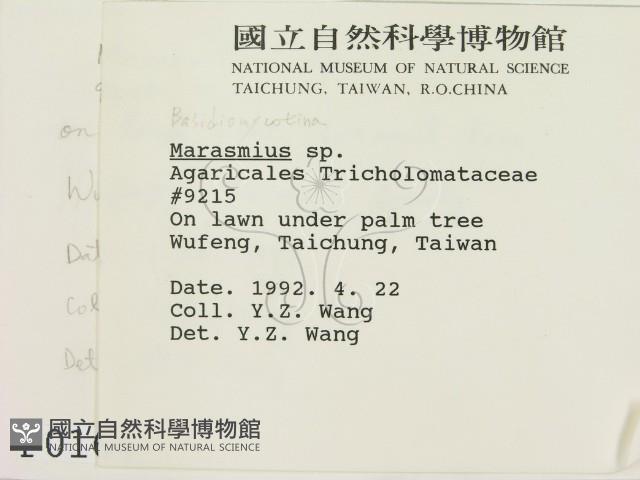 國立自然科學博物館
NATIONAL MUSEUM OF NATURAL SCIENCE
TAICHUNG, TAIWAN, R.O.CHINA
Basidiomycotina
Marasmius sp.
Agaricales Tricholomataceae
#9215
On lawn under palm tree
Wufeng, Taichung, Taiwan
Date. 1992. 4. 22
Coll. Y.Z. Wang
Det. Y.Z. Wang
on
Det
國立自然科學博物館
NATIONAL MUSEUM OF NATURAL SCIENCE